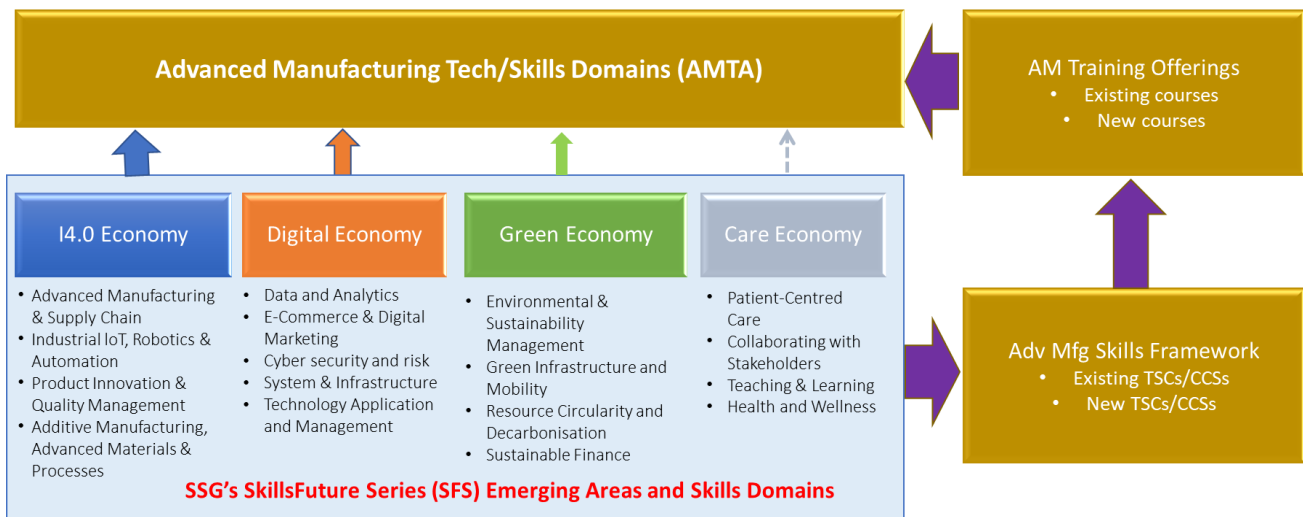 Advanced Manufacturing Tech/Skills Domains (AMTA)
AM Training Offerings
• Existing courses
• New courses
I4.0 Economy
• Advanced Manufacturing
& Supply Chain
• Industrial IoT, Robotics &
Automation
• Product Innovation &
Quality Management
• Additive Manufacturing,
Advanced Materials &
Processes
Digital Economy
• Data and Analytics
• E-Commerce & Digital
Marketing
• Cyber security and risk
• System & Infrastructure
• Technology Application
and Management
Green Economy
• Environmental &
Sustainability
Management
• Green Infrastructure and
Mobility
• Resource Circularity and
Decarbonisation
• Sustainable Finance
Care Economy
• Patient-Centred
Care
• Collaborating with
Stakeholders
• Teaching & Learning
• Health and Wellness
Adv Mfg Skills Framework
• Existing TSCs/CCSs
• New TSCs/CCSs
SSG's SkillsFuture Series (SFS) Emerging Areas and Skills Domains